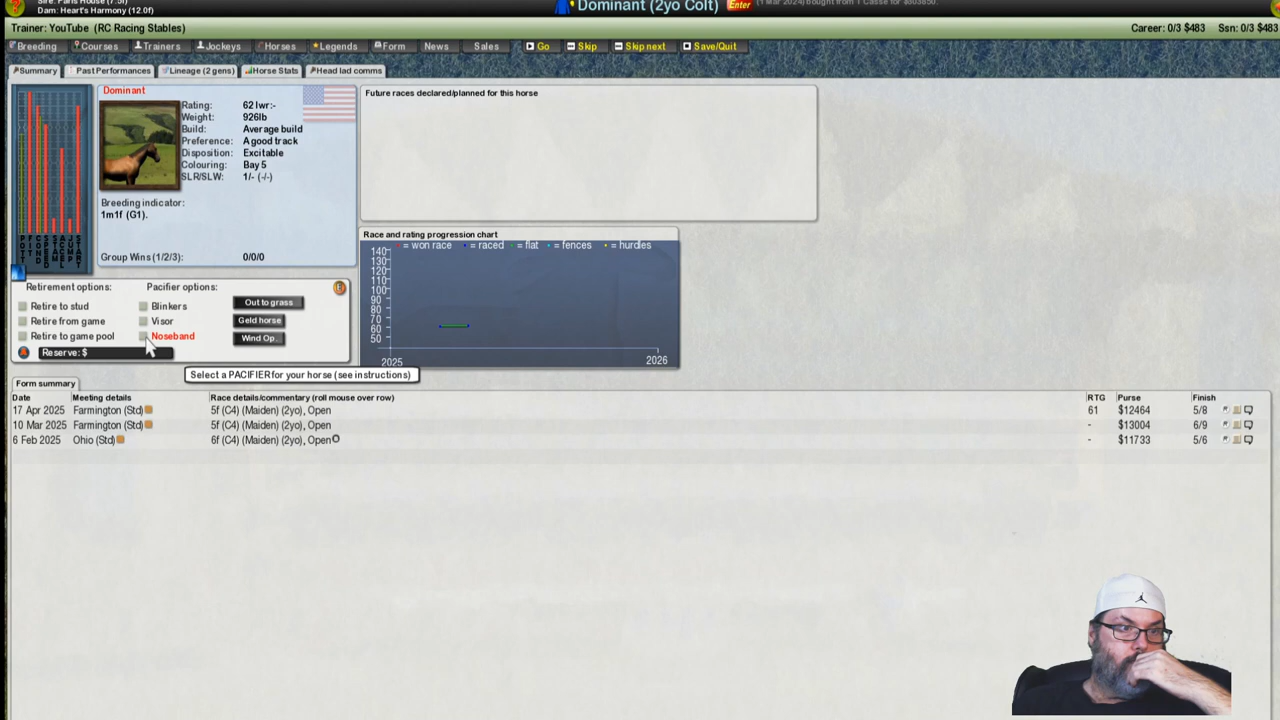 Dam: Heart's Harmony (12.0f)
Dominant (2yo Colt) Enter
Trainer: YouTube (RC Racing Stables) Career: 0/3 $483 Ssn: 0/3 $483
Breeding Courses Trainers Jockeys Horses Legends Form News Sales Go Skip Skip next Save/Quit
Summary Past Performances Lineage (2 gens) Horse Stats Head lad comms
Dominant
Rating: 62 lwr:-
Weight: 926lb
Build: Average build
Preference: A good track
Disposition: Excitable
Colouring: Bay 5
SLR/SLW: 1/- (-/-)
Breeding indicator:
1m1f (G1).
Group Wins (1/2/3): 0/0/0
Future races declared/planned for this horse
Race and rating progression chart
= won race = raced = flat = fences = hurdles
140
130
120
110
100
90
80
70
60
50
2025 2026
Retirement options: Pacifier options:
Retire to stud Blinkers Out to grass
Retire from game Visor Geld horse
Retire to game pool Noseband Wind Op.
Reserve: $
Select a PACIFIER for your horse (see instructions)
Form summary
Date Meeting details Race details/commentary (roll mouse over row) RTG Purse Finish
17 Apr 2025 Farmington (Std) 5f (C4) (Maiden) (2yo), Open 61 $12464 5/8
10 Mar 2025 Farmington (Std) 5f (C4) (Maiden) (2yo), Open - $13004 6/9
6 Feb 2025 Ohio (Std) 6f (C4) (Maiden) (2yo), Open - $11733 5/6